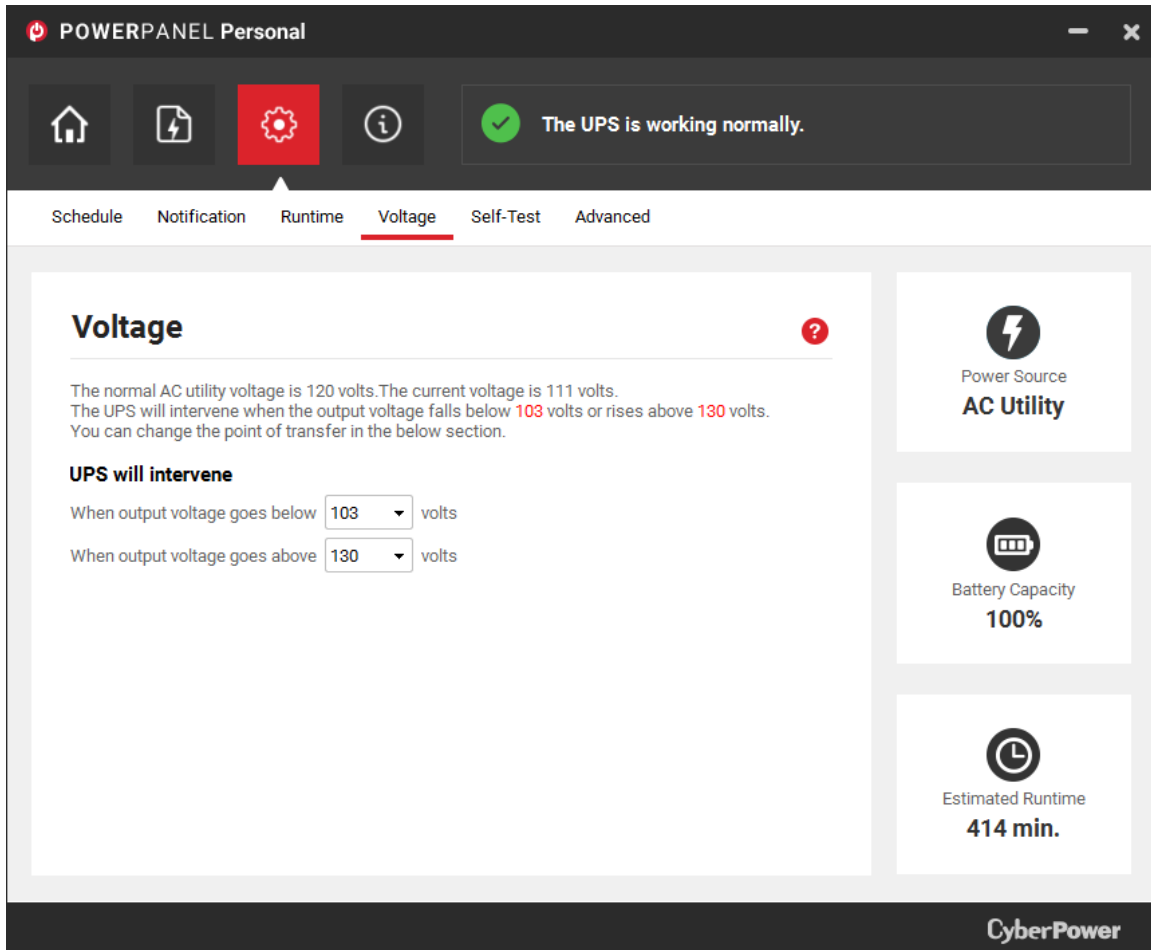 POWERPANEL Personal
The UPS is working normally.
Schedule Notification Runtime Voltage Self-Test Advanced
Voltage
?
The normal AC utility voltage is 120 volts.The current voltage is 111 volts.
The UPS will intervene when the output voltage falls below 103 volts or rises above 130 volts.
You can change the point of transfer in the below section.
UPS will intervene
When output voltage goes below 103 volts
When output voltage goes above 130 volts
Power Source
AC Utility
Battery Capacity
100%
Estimated Runtime
414 min.
CyberPower